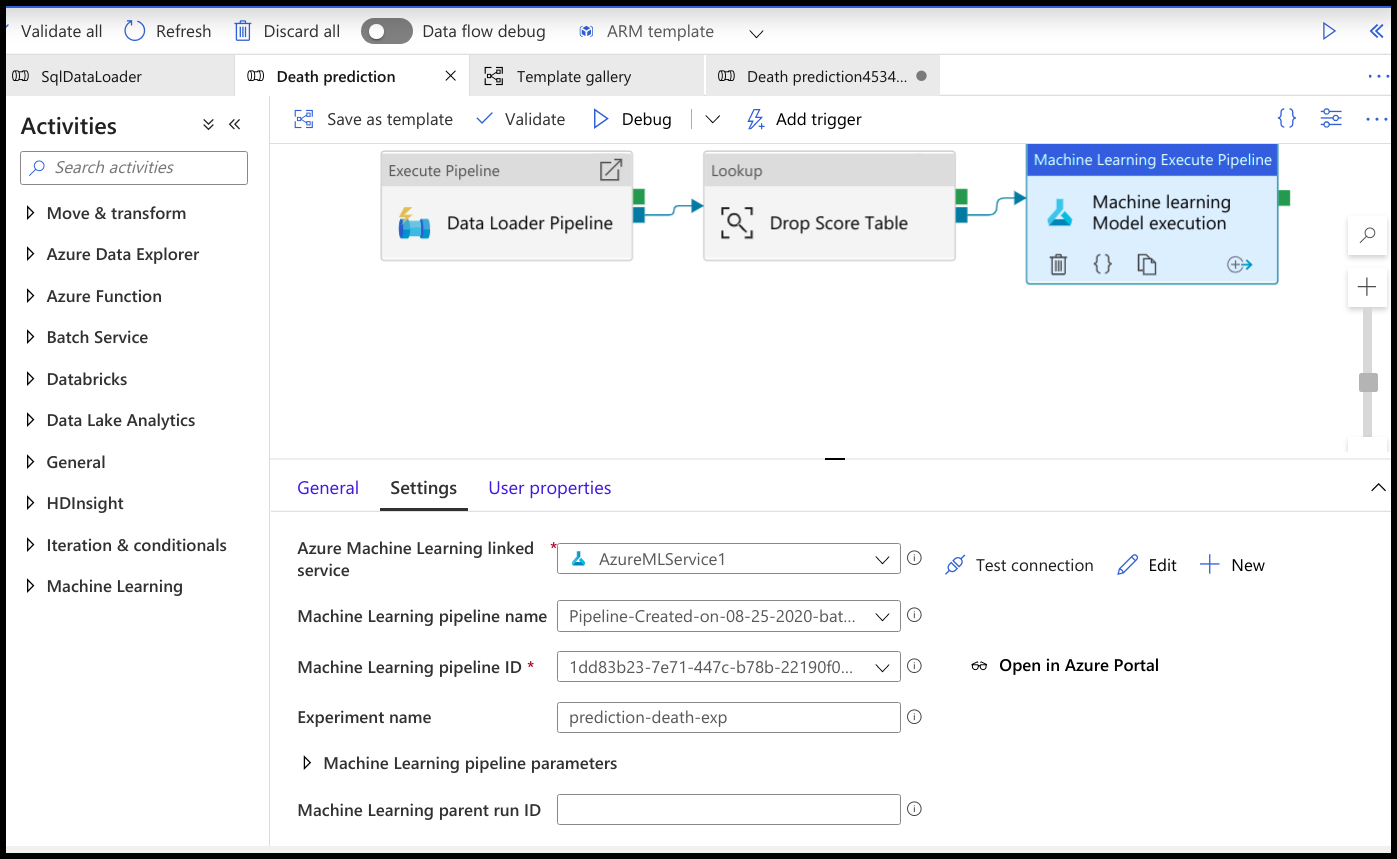 Validate all Refresh Discard all Data flow debug ARM template
SqlDataLoader Death prediction Template gallery Death prediction4534...
Activities
Search activities
Move & transform
Azure Data Explorer
Azure Function
Batch Service
Databricks
Data Lake Analytics
General
HDInsight
Iteration & conditionals
Machine Learning
Save as template Validate Debug Add trigger {}
Execute Pipeline
Data Loader Pipeline
Lookup
Drop Score Table
Machine Learning Execute Pipeline
Machine learning
Model execution
{}
General Settings User properties
Azure Machine Learning linked
service *
AzureMLService1
Test connection Edit New
Machine Learning pipeline name
Pipeline-Created-on-08-25-2020-bat...
Machine Learning pipeline ID *
1dd83b23-7e71-447c-b78b-22190f0...
Open in Azure Portal
Experiment name
prediction-death-exp
Machine Learning pipeline parameters
Machine Learning parent run ID